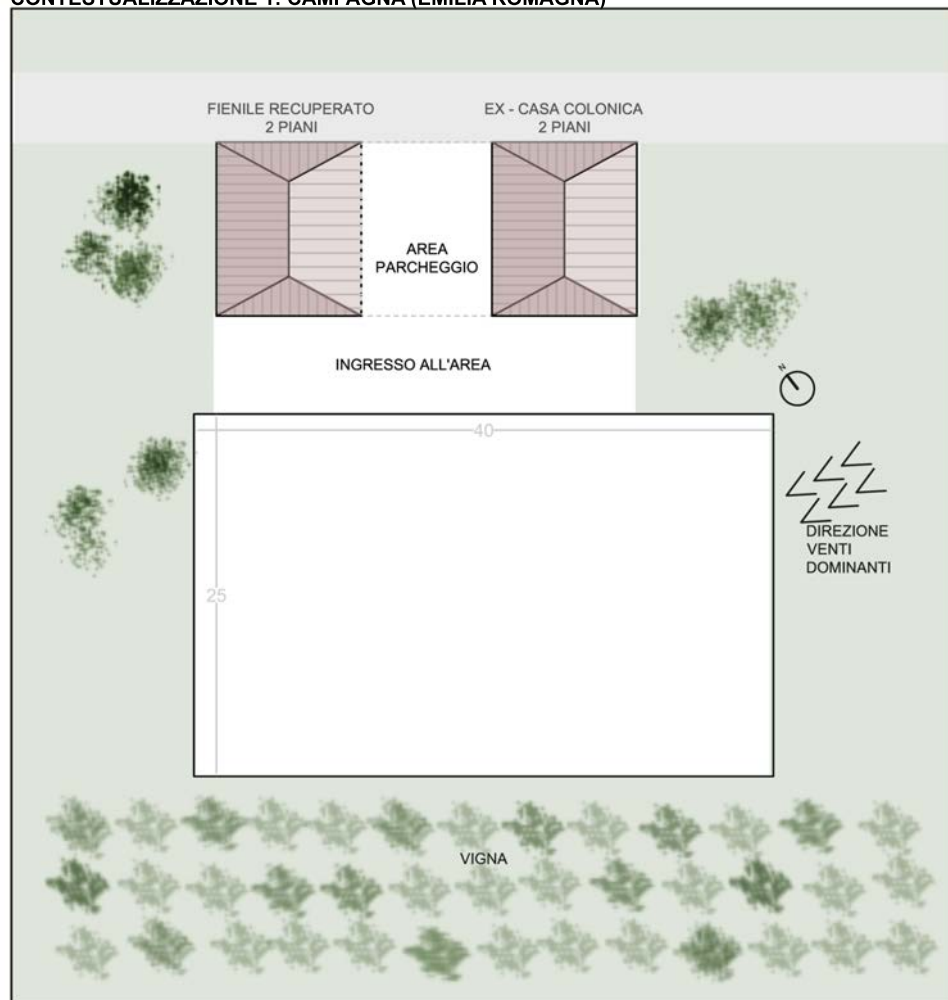 CONTESTUALIZZAZIONE 1: CAMPAGNA (EMILIA ROMAGNA)
FIENILE RECUPERATO
2 PIANI
EX - CASA COLONICA
2 PIANI
AREA
PARCHEGGIO
INGRESSO ALL'AREA
N
40
DIREZIONE
VENTI
DOMINANTI
25
VIGNA